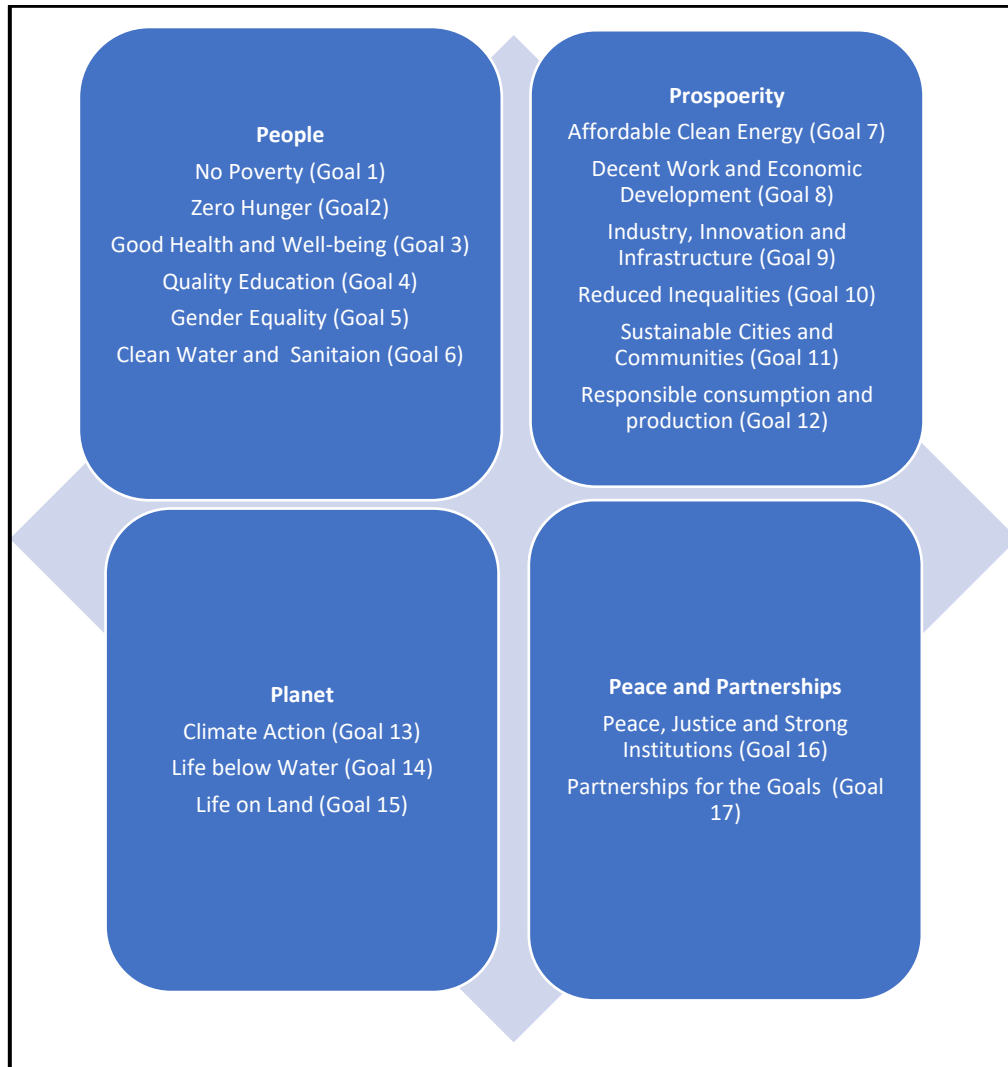 People
No Poverty (Goal 1)
Zero Hunger (Goal2)
Good Health and Well-being (Goal 3)
Quality Education (Goal 4)
Gender Equality (Goal 5)
Clean Water and  Sanitaion (Goal 6)
Prospoerity
Affordable Clean Energy (Goal 7)
Decent Work and Economic
Development (Goal 8)
Industry, Innovation and
Infrastructure (Goal 9)
Reduced Inequalities (Goal 10)
Sustainable Cities and
Communities (Goal 11)
Responsible consumption and
production (Goal 12)
Planet
Climate Action (Goal 13)
Life below Water (Goal 14)
Life on Land (Goal 15)
Peace and Partnerships
Peace, Justice and Strong
Institutions (Goal 16)
Partnerships for the Goals  (Goal
17)